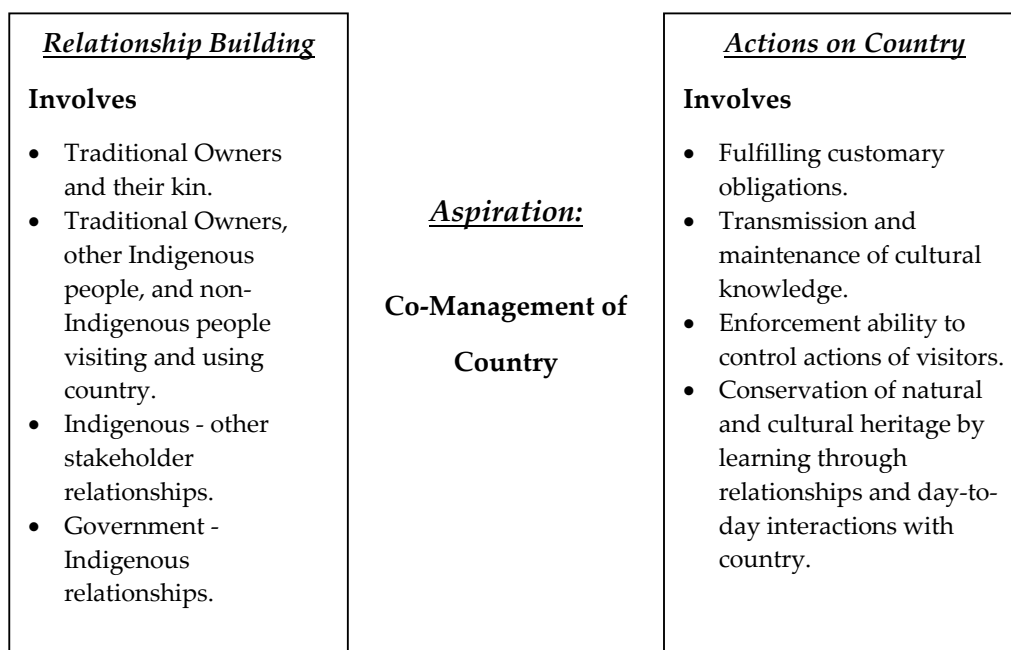 Relationship Building
Involves
• Traditional Owners
and their kin.
• Traditional Owners,
other Indigenous
people, and non-
Indigenous people
visiting and using
country.
• Indigenous - other
stakeholder
relationships.
• Government -
Indigenous
relationships.
Aspiration:
Co-Management of
Country
Actions on Country
Involves
• Fulfilling customary
obligations.
• Transmission and
maintenance of cultural
knowledge.
• Enforcement ability to
control actions of visitors.
• Conservation of natural
and cultural heritage by
learning through
relationships and day-to-
day interactions with
country.